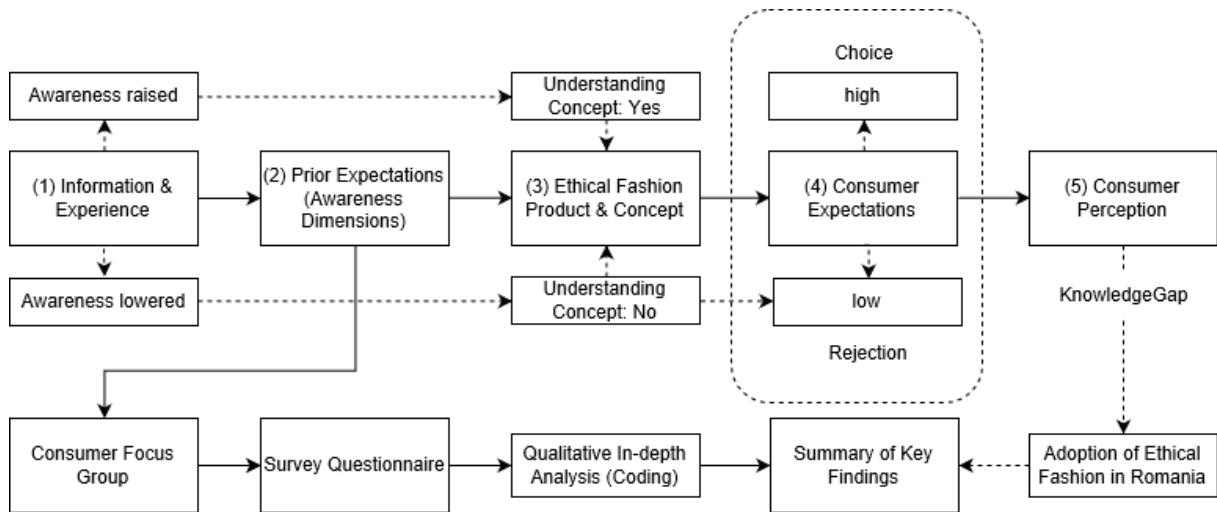 Choice
Awareness raised
Understanding
Concept: Yes
high
(1) Information &
Experience
(2) Prior Expectations
(Awareness
Dimensions)
(3) Ethical Fashion
Product & Concept
(4) Consumer
Expectations
(5) Consumer
Perception
Awareness lowered
Understanding
Concept: No
low
KnowledgeGap
Rejection
Consumer Focus
Group
Survey Questionnaire
Qualitative In-depth
Analysis (Coding)
Summary of Key
Findings
Adoption of Ethical
Fashion in Romania